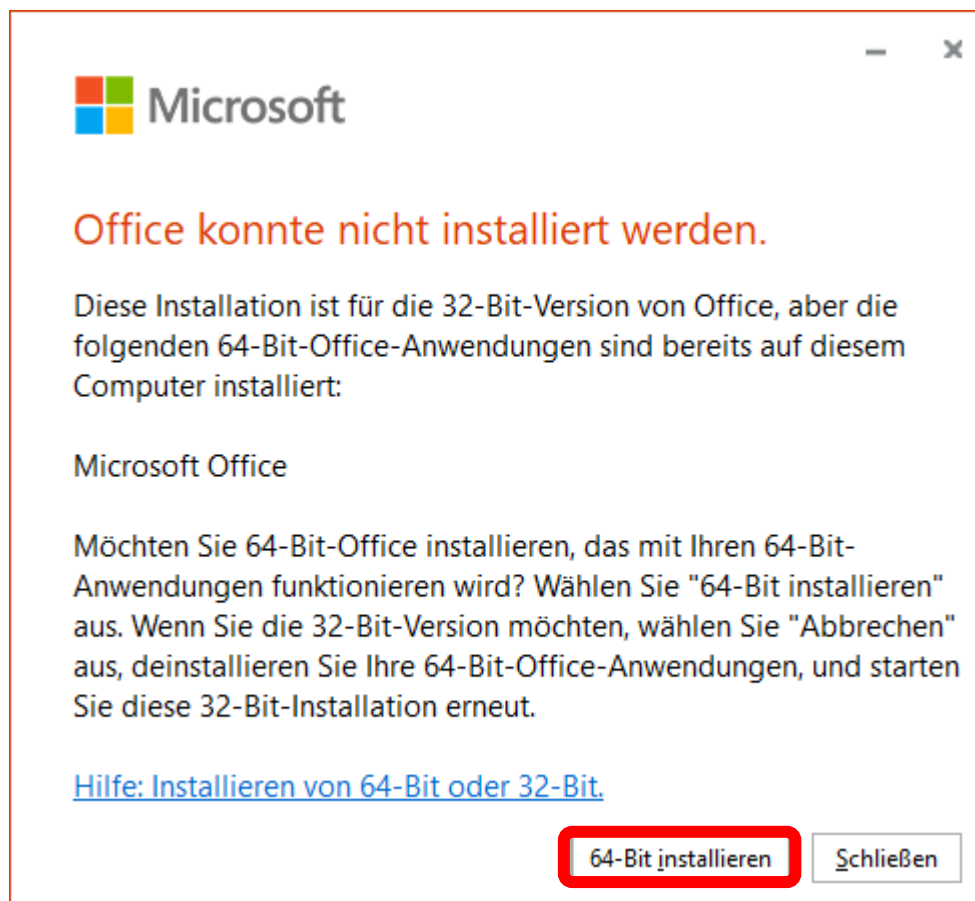 Microsoft
Office konnte nicht installiert werden.
Diese Installation ist für die 32-Bit-Version von Office, aber die
folgenden 64-Bit-Office-Anwendungen sind bereits auf diesem
Computer installiert:
Microsoft Office
Möchten Sie 64-Bit-Office installieren, das mit Ihren 64-Bit-
Anwendungen funktionieren wird? Wählen Sie "64-Bit installieren"
aus. Wenn Sie die 32-Bit-Version möchten, wählen Sie "Abbrechen"
aus, deinstallieren Sie Ihre 64-Bit-Office-Anwendungen, und starten
Sie diese 32-Bit-Installation erneut.
Hilfe: Installieren von 64-Bit oder 32-Bit.
64-Bit installieren
Schließen